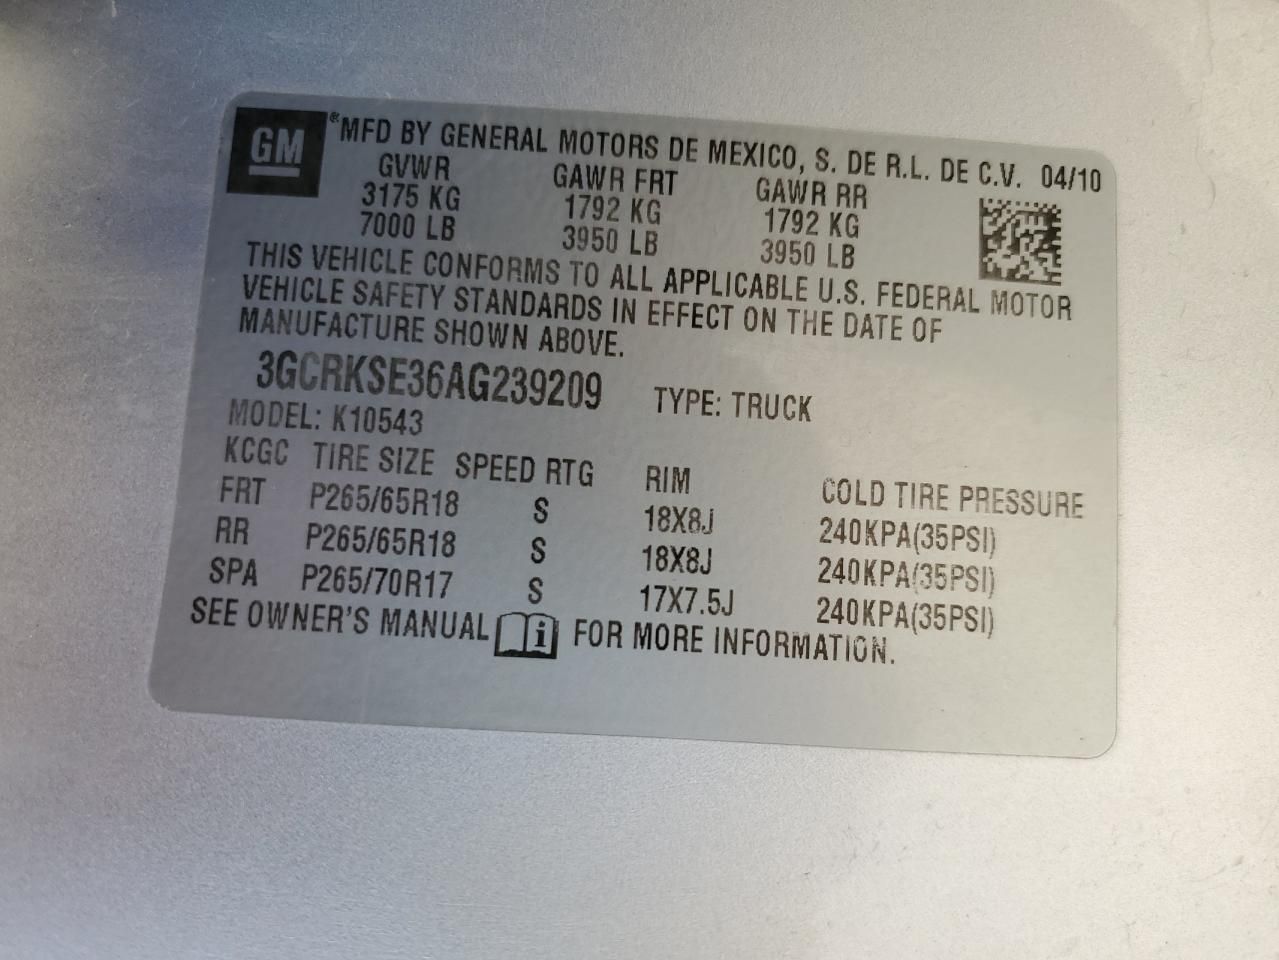 GM ® MFD BY GENERAL MOTORS DE MEXICO, S. DE R.L. DE C.V. 04/10
GVWR GAWR FRT GAWR RR
3175 KG 1792 KG 1792 KG
7000 LB 3950 LB 3950 LB
THIS VEHICLE CONFORMS TO ALL APPLICABLE U.S. FEDERAL MOTOR
VEHICLE SAFETY STANDARDS IN EFFECT ON THE DATE OF
MANUFACTURE SHOWN ABOVE.
3GCRKSE36AG239209 TYPE: TRUCK
MODEL: K10543
KCGC TIRE SIZE SPEED RTG RIM COLD TIRE PRESSURE
FRT P265/65R18 S 18X8J 240KPA(35PSI)
RR P265/65R18 S 18X8J 240KPA(35PSI)
SPA P265/70R17 S 17X7.5J 240KPA(35PSI)
SEE OWNER'S MANUAL i FOR MORE INFORMATION.